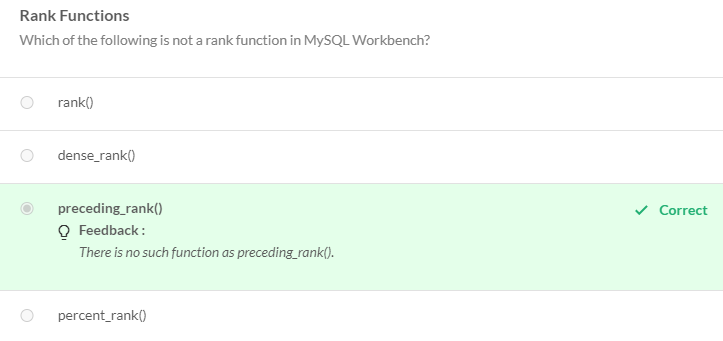 Rank Functions
Which of the following is not a rank function in MySQL Workbench?
rank()
dense_rank()
preceding_rank()
Correct
Feedback :
There is no such function as preceding_rank().
percent_rank()